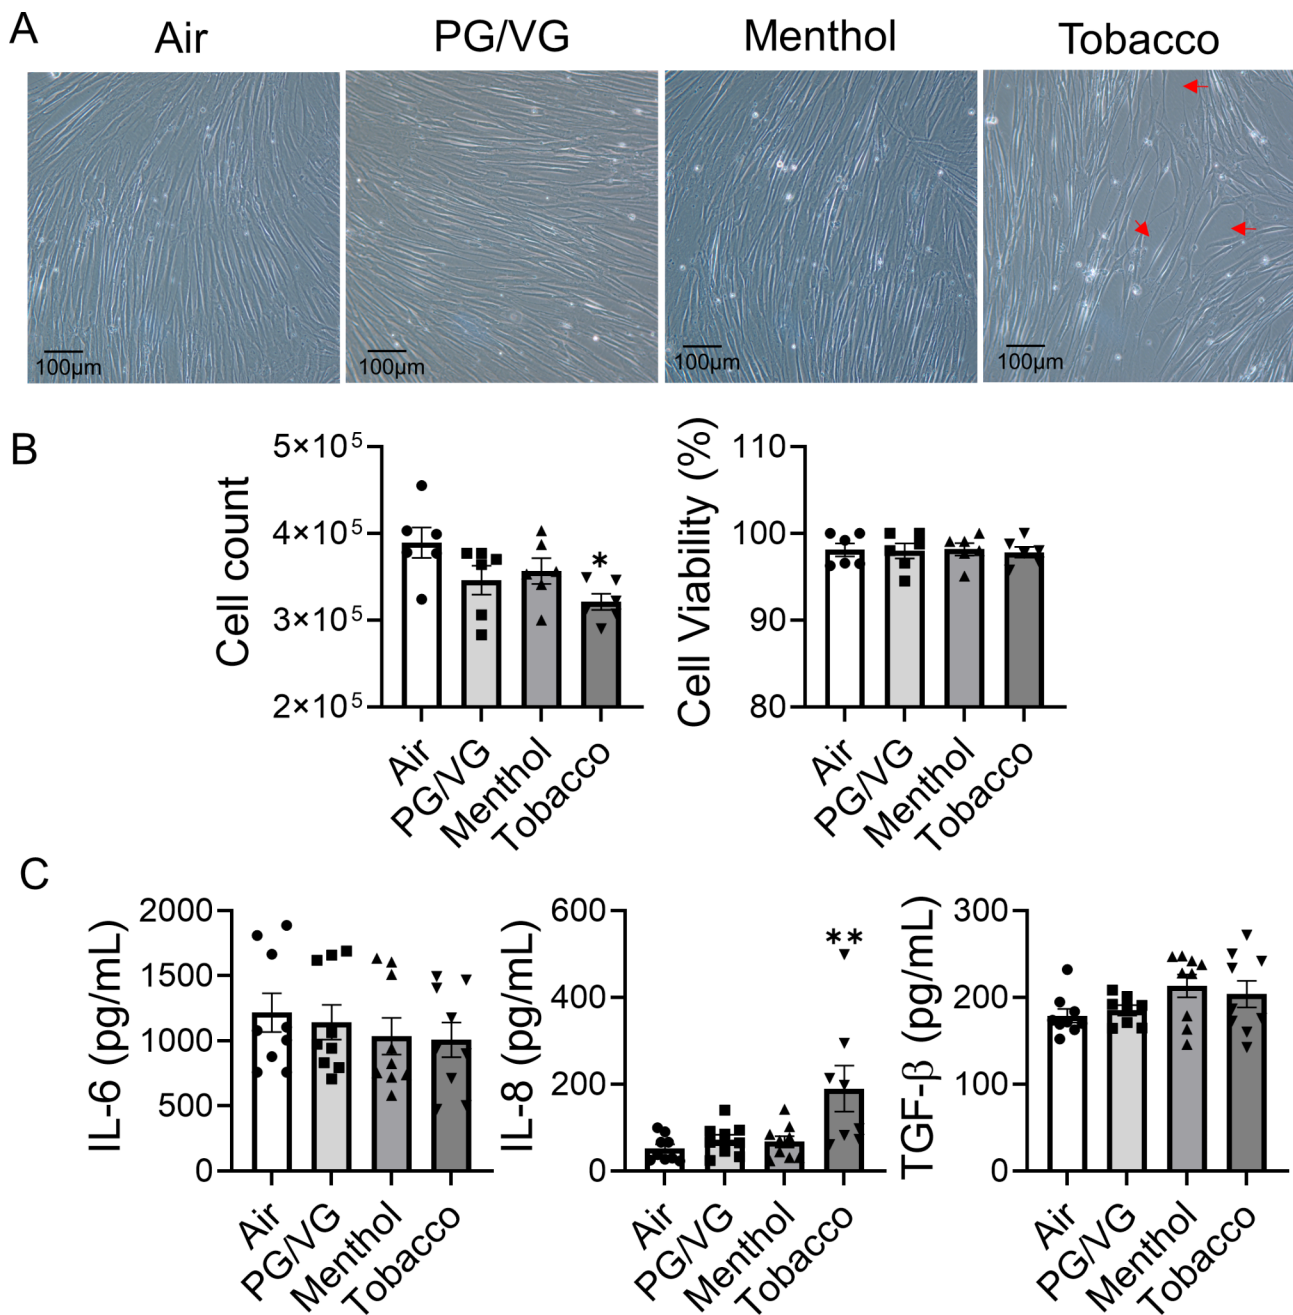 A
Air
PG/VG
Menthol
Tobacco
100µm
100µm
100µm
100µm
B
Cell count
5×10⁵
4×10⁵
3×10⁵
2×10⁵
*
Air
PG/VG
Menthol
Tobacco
Cell Viability (%)
110
100
90
80
Air
PG/VG
Menthol
Tobacco
C
IL-6 (pg/mL)
2000
1500
1000
500
0
Air
PG/VG
Menthol
Tobacco
IL-8 (pg/mL)
600
400
200
0
**
Air
PG/VG
Menthol
Tobacco
TGF-β (pg/mL)
300
200
100
0
Air
PG/VG
Menthol
Tobacco